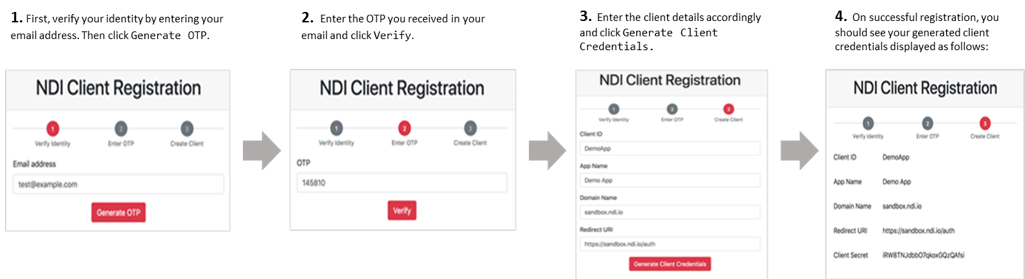 1. First, verify your identity by entering your
email address. Then click Generate OTP.
NDI Client Registration
1
2
3
Verify Identity
Enter OTP
Create Client
Email address
test@example.com
Generate OTP
2. Enter the OTP you received in your
email and click Verify.
NDI Client Registration
1
2
3
Verify Identity
Enter OTP
Create Client
OTP
145810
Verify
3. Enter the client details accordingly
and click Generate Client
Credentials.
NDI Client Registration
1
2
3
Verify Identity
Enter OTP
Create Client
Client ID
DemoApp
App Name
Demo App
Domain Name
sandbox.ndi.io
Redirect URI
https://sandbox.ndi.io/auth
Generate Client Credentials
4. On successful registration, you
should see your generated client
credentials displayed as follows:
NDI Client Registration
1
2
3
Verify Identity
Enter OTP
Create Client
Client ID DemoApp
App Name Demo App
Domain Name sandbox.ndi.io
Redirect URI https://sandbox.ndi.io/auth
Client Secret